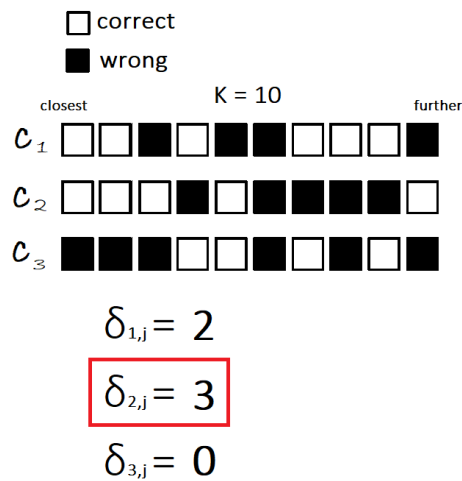 correct
wrong
K = 10
closest further
C1
C2
C3
δ1,j = 2
δ2,j = 3
δ3,j = 0